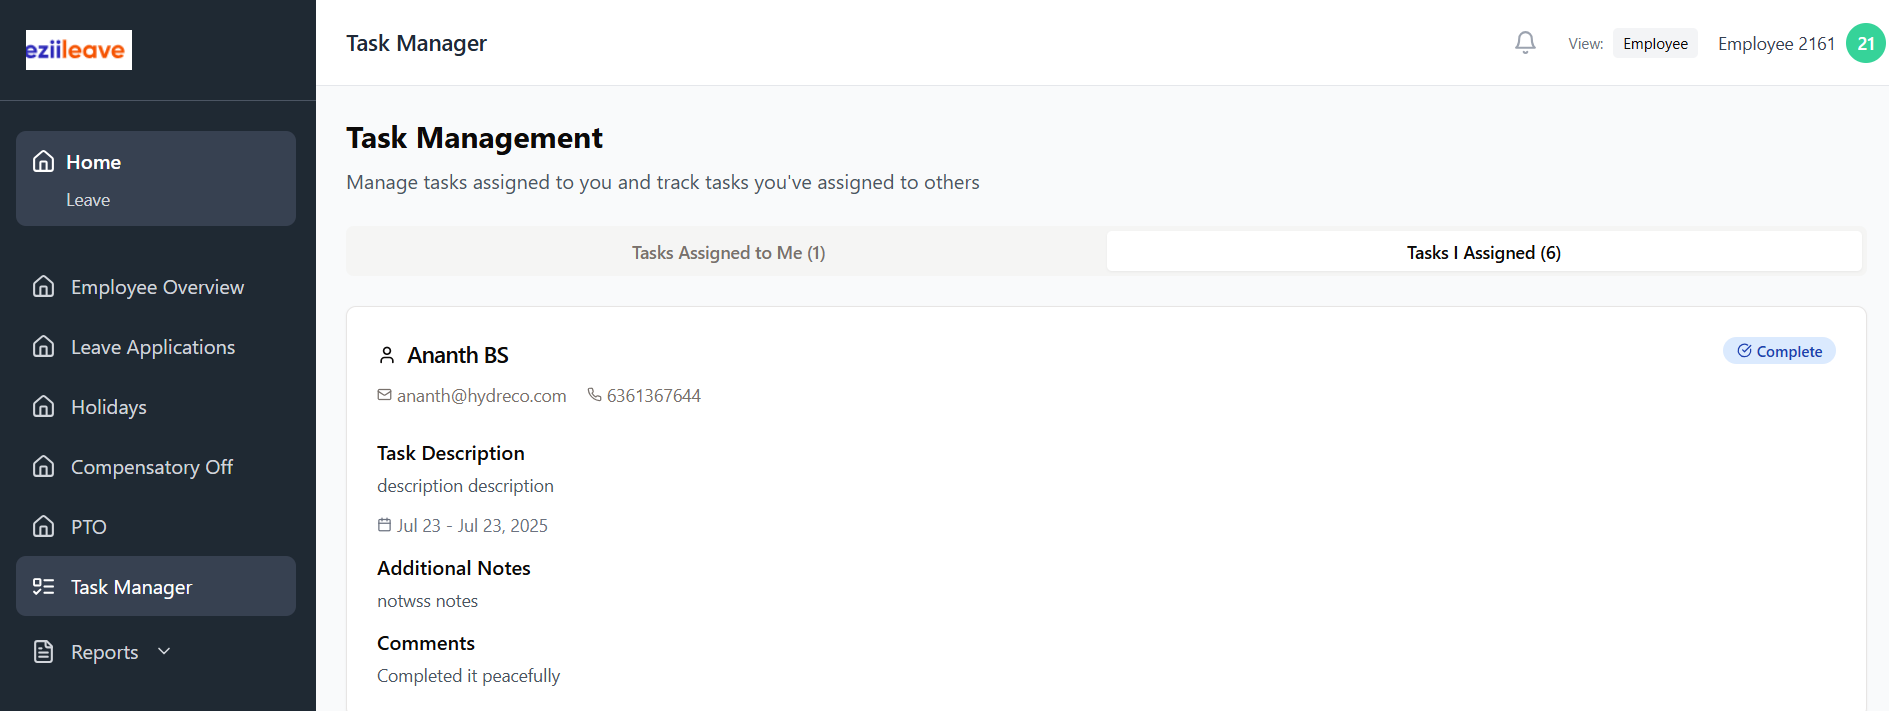 eziileave
Home
Leave
Employee Overview
Leave Applications
Holidays
Compensatory Off
PTO
Task Manager
Reports
Task Manager
View: Employee
Employee 2161
21
Task Management
Manage tasks assigned to you and track tasks you've assigned to others
Tasks Assigned to Me (1)
Tasks I Assigned (6)
Ananth BS
Complete
ananth@hydreco.com 6361367644
Task Description
description description
Jul 23 - Jul 23, 2025
Additional Notes
notwss notes
Comments
Completed it peacefully